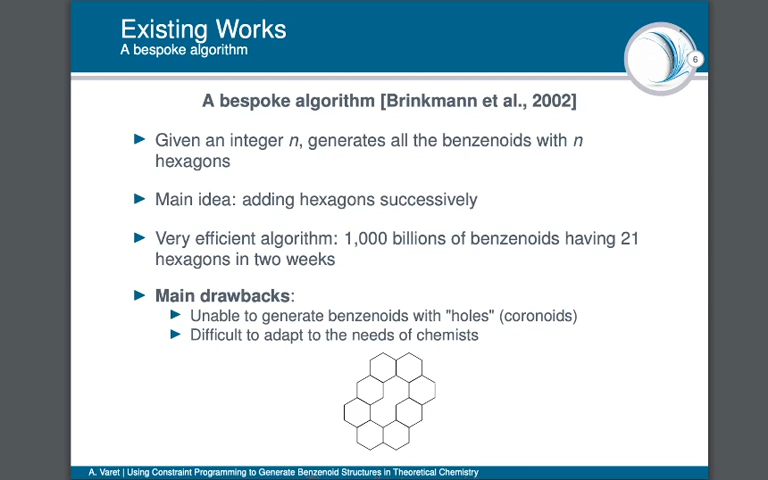 Existing Works
A bespoke algorithm
6
A bespoke algorithm [Brinkmann et al., 2002]
Given an integer n, generates all the benzenoids with n
hexagons
Main idea: adding hexagons successively
Very efficient algorithm: 1,000 billions of benzenoids having 21
hexagons in two weeks
Main drawbacks:
Unable to generate benzenoids with "holes" (coronoids)
Difficult to adapt to the needs of chemists
A. Varet | Using Constraint Programming to Generate Benzenoid Structures in Theoretical Chemistry